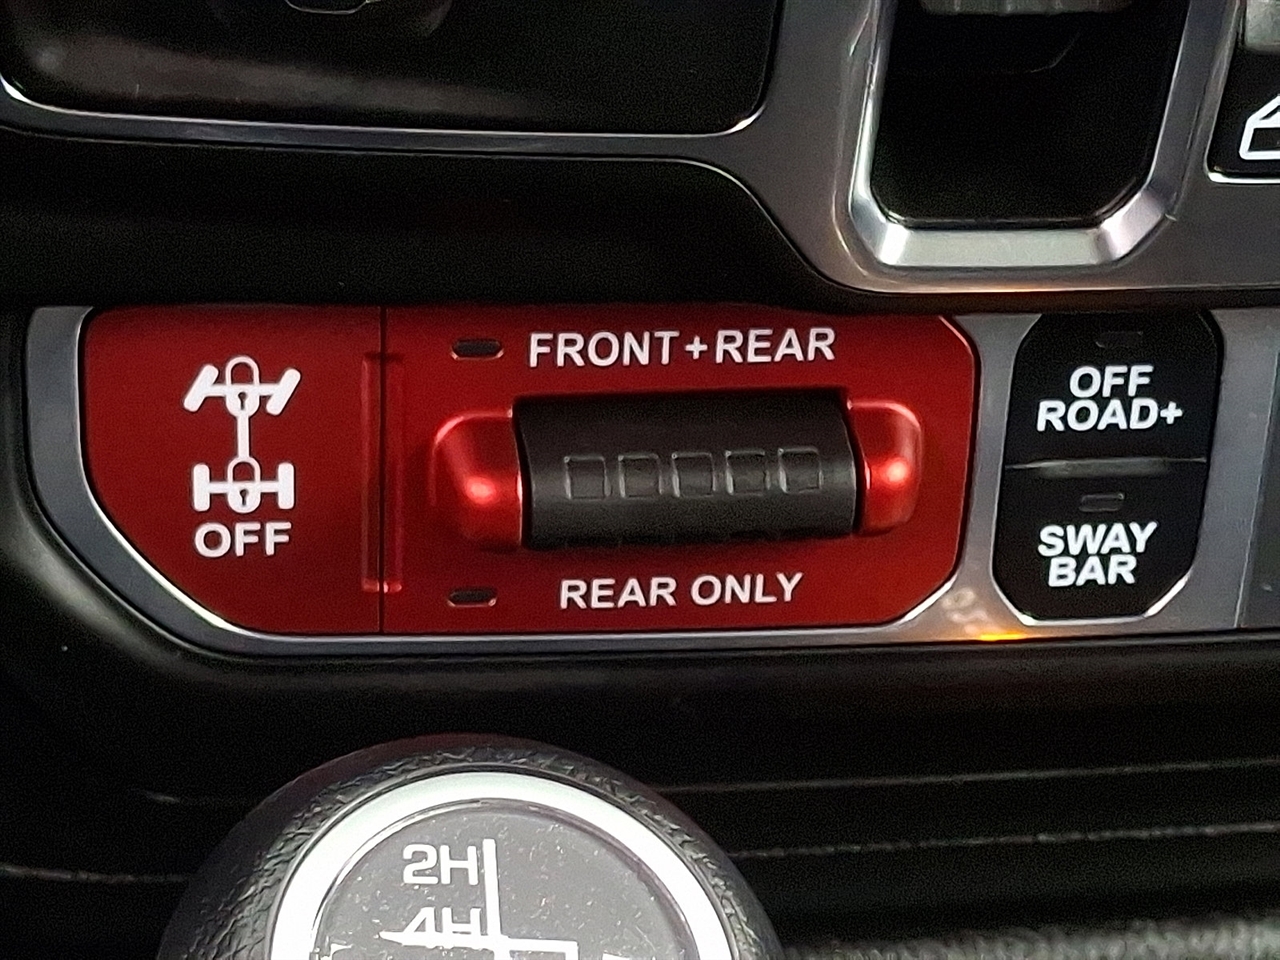 FRONT+REAR
OFF
REAR ONLY
OFF
ROAD+
SWAY
BAR
2H
4H